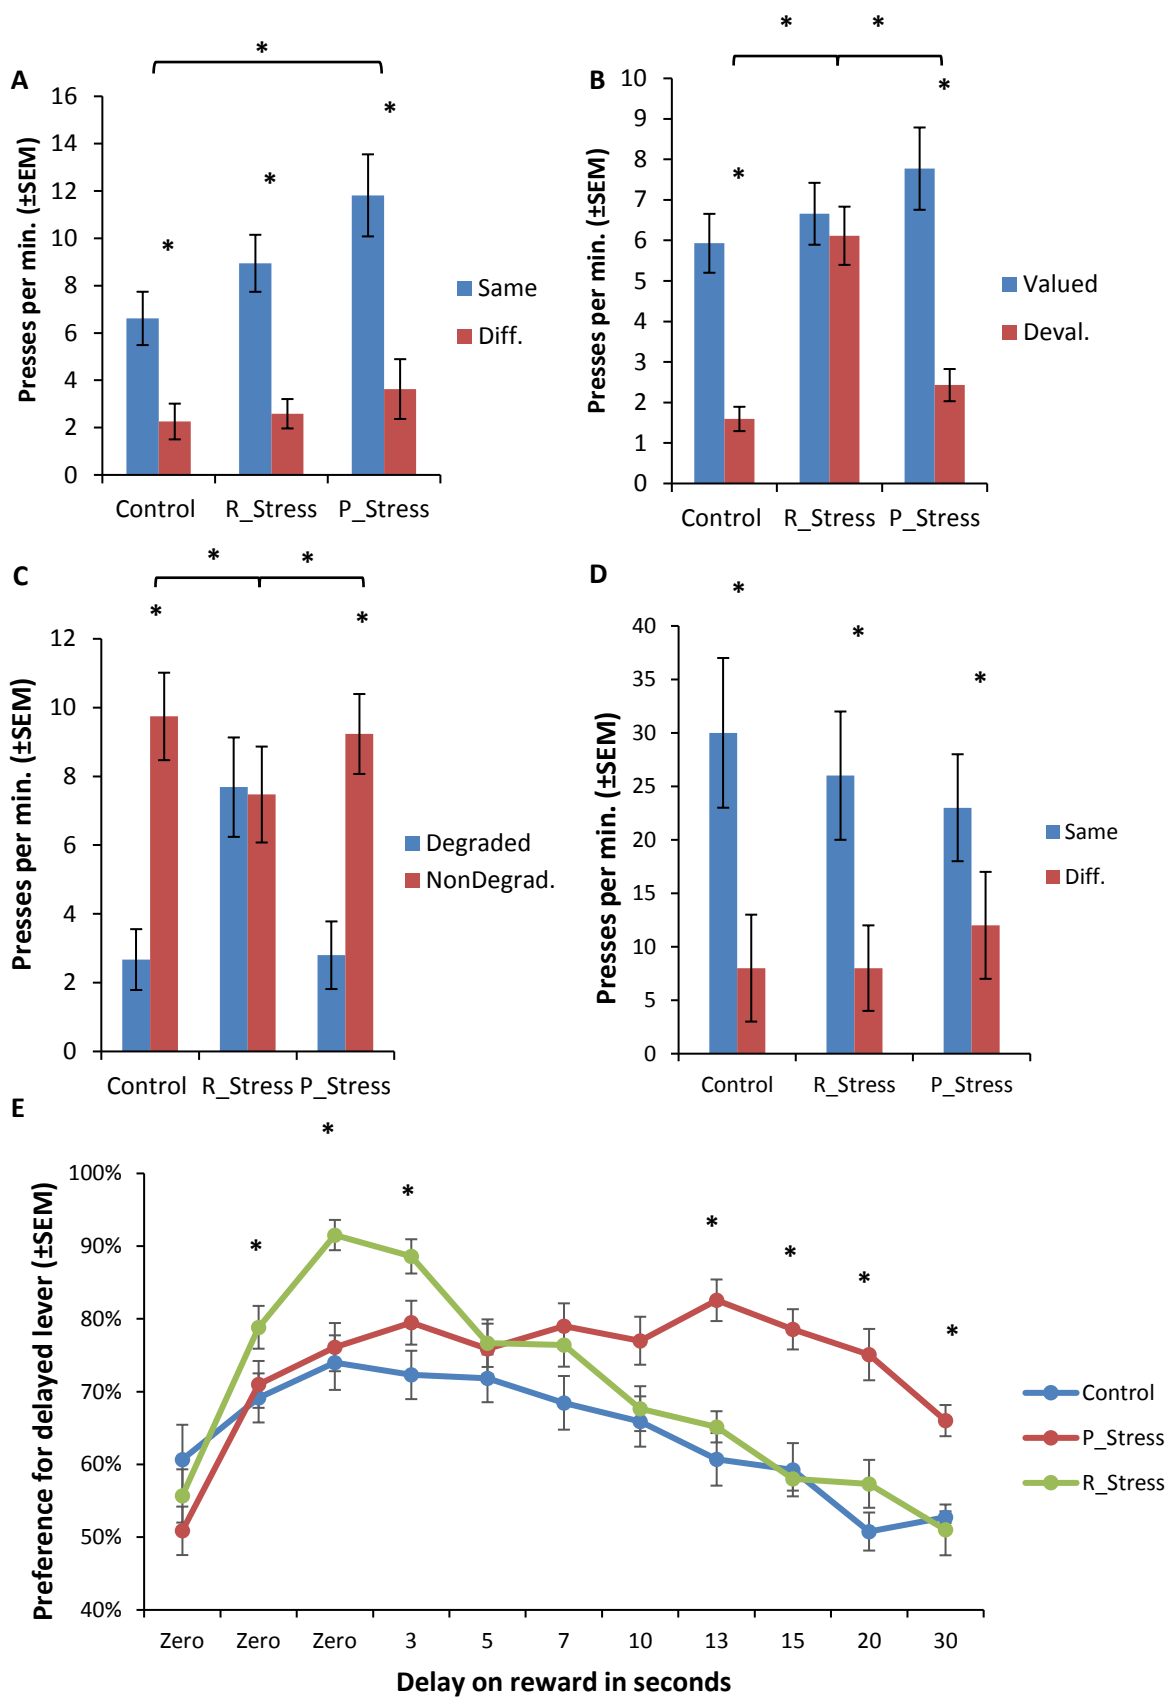 A
*
Presses per min. (±SEM)
16
14
12
10
8
6
4
2
0
*
*
*
Control R_Stress P_Stress
Same
Diff.
B
* *
Presses per min. (±SEM)
10
9
8
7
6
5
4
3
2
1
0
*
*
Control R_Stress P_Stress
Valued
Deval.
C
* *
Presses per min. (±SEM)
12
10
8
6
4
2
0
*
*
Control R_Stress P_Stress
Degraded
NonDegrad.
D
Presses per min. (±SEM)
40
35
30
25
20
15
10
5
0
*
*
*
Control R_Stress P_Stress
Same
Diff.
E
Preference for delayed lever (±SEM)
100%
90%
80%
70%
60%
50%
40%
* * * * * * *
Zero Zero Zero 3 5 7 10 13 15 20 30
Delay on reward in seconds
Control
P_Stress
R_Stress